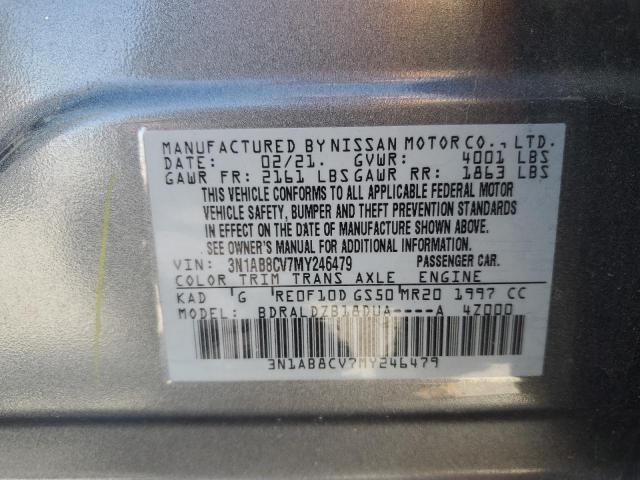 MANUFACTURED BY NISSAN MOTOR CO., LTD.
DATE: 02/21. GVWR: 4001 LBS
GAWR FR: 2161 LBS GAWR RR: 1863 LBS
THIS VEHICLE CONFORMS TO ALL APPLICABLE FEDERAL MOTOR
VEHICLE SAFETY, BUMPER AND THEFT PREVENTION STANDARDS
IN EFFECT ON THE DATE OF MANUFACTURE SHOWN ABOVE.
SEE OWNER'S MANUAL FOR ADDITIONAL INFORMATION.
VIN: 3N1AB8CV7MY246479 PASSENGER CAR.
COLOR TRIM TRANS AXLE ENGINE
KAD G RE0F10D GS50 MR20 1997 CC
MODEL: BDRALDZB18DUA----A 4Z000
3N1AB8CV7MY246479